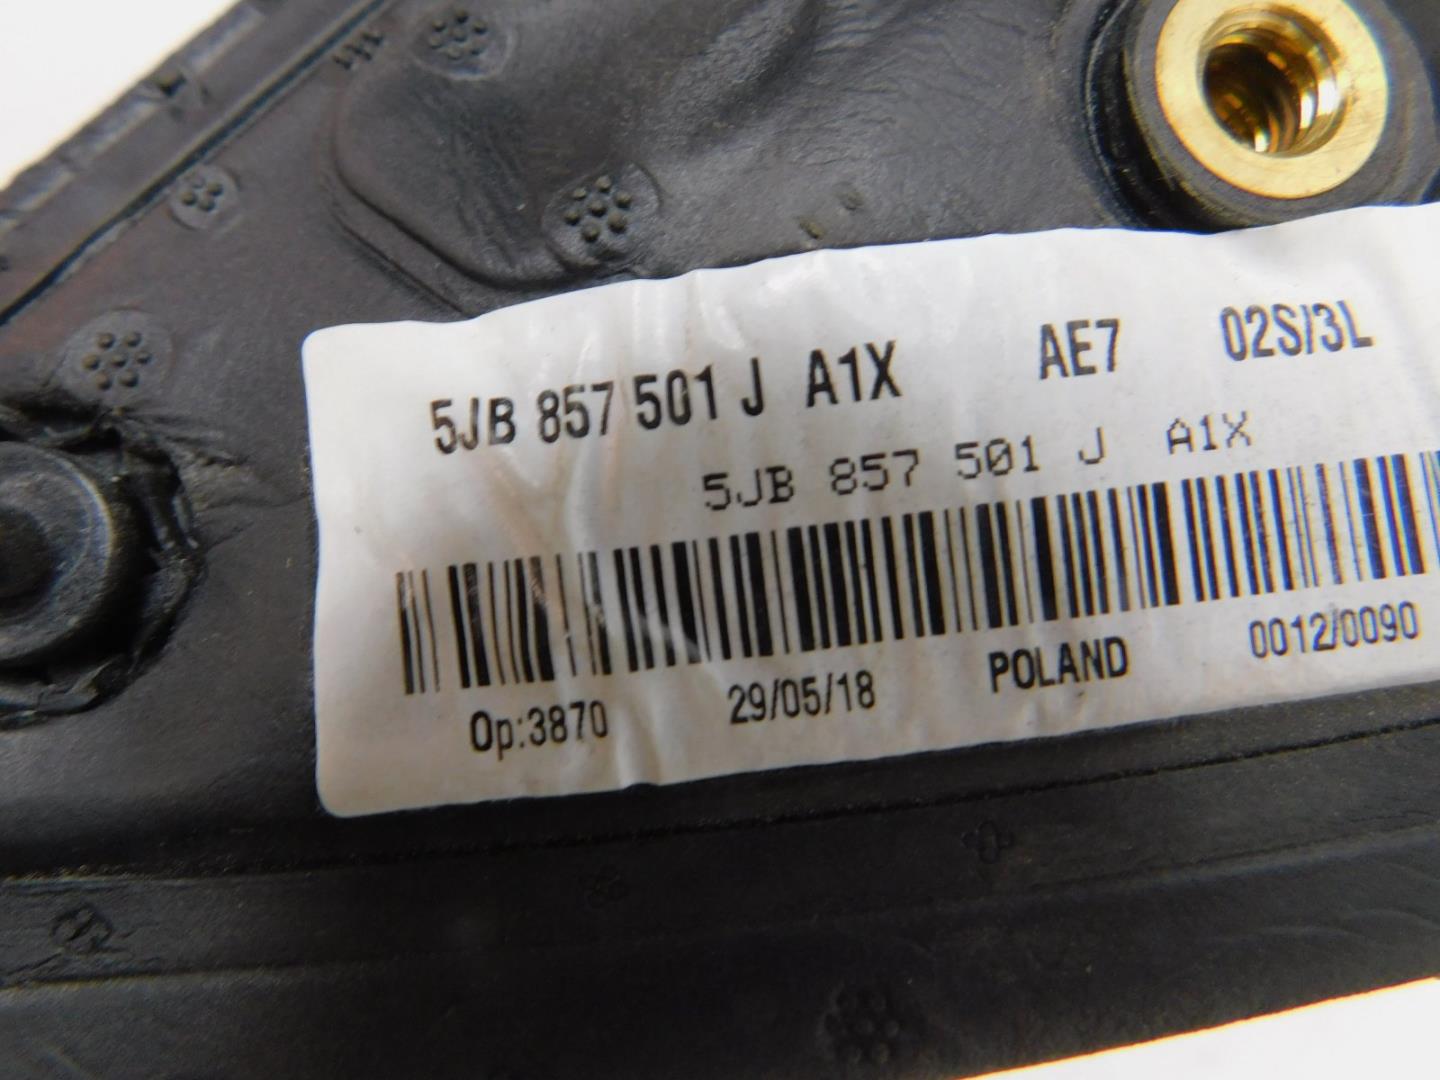 5JB 857 501 J A1X AE7 02S/3L
5JB 857 501 J A1X
Op:3870 29/05/18 POLAND 0012/0090